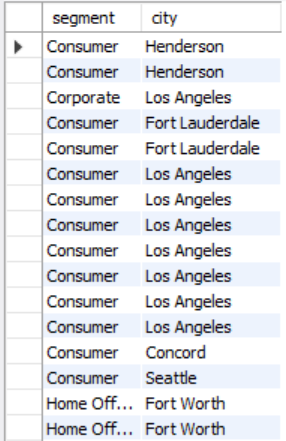 segment city
Consumer Henderson
Consumer Henderson
Corporate Los Angeles
Consumer Fort Lauderdale
Consumer Fort Lauderdale
Consumer Los Angeles
Consumer Los Angeles
Consumer Los Angeles
Consumer Los Angeles
Consumer Los Angeles
Consumer Los Angeles
Consumer Los Angeles
Consumer Concord
Consumer Seattle
Home Off... Fort Worth
Home Off... Fort Worth